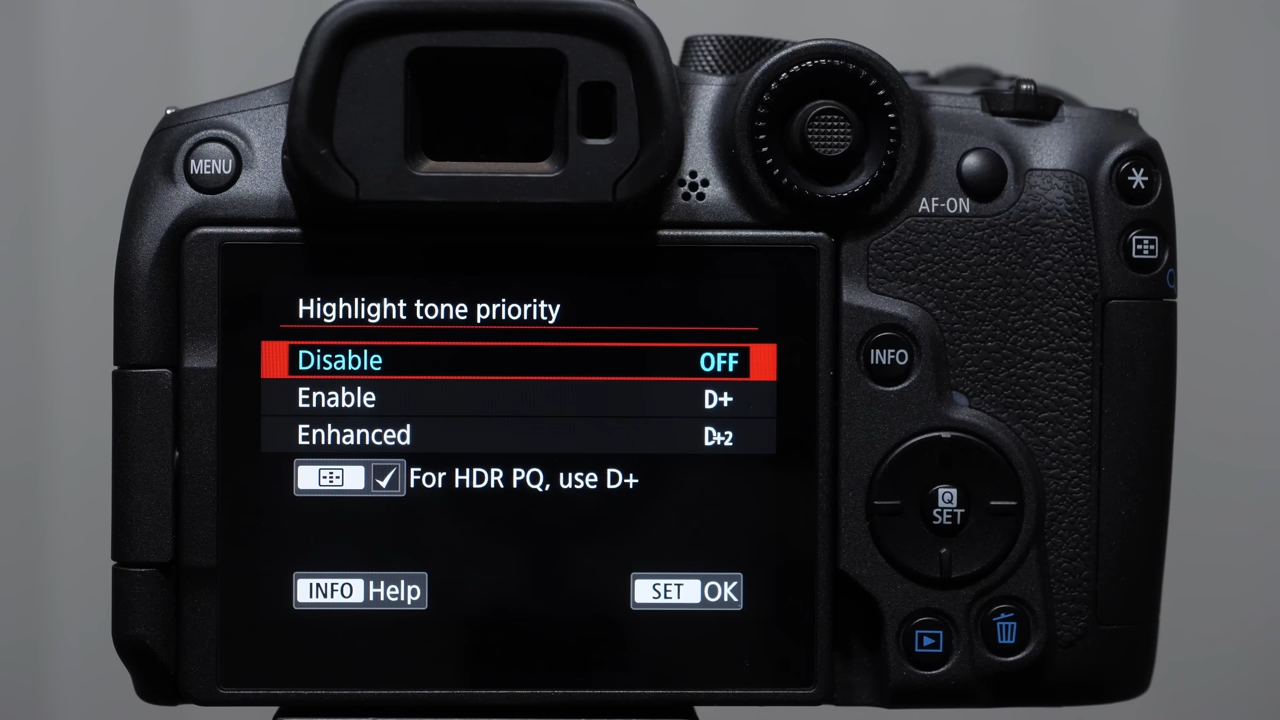 MENU
AF-ON
Highlight tone priority
Disable OFF
Enable D+
Enhanced D+2
✓ For HDR PQ, use D+
INFO Help
SET OK
INFO
Q
SET